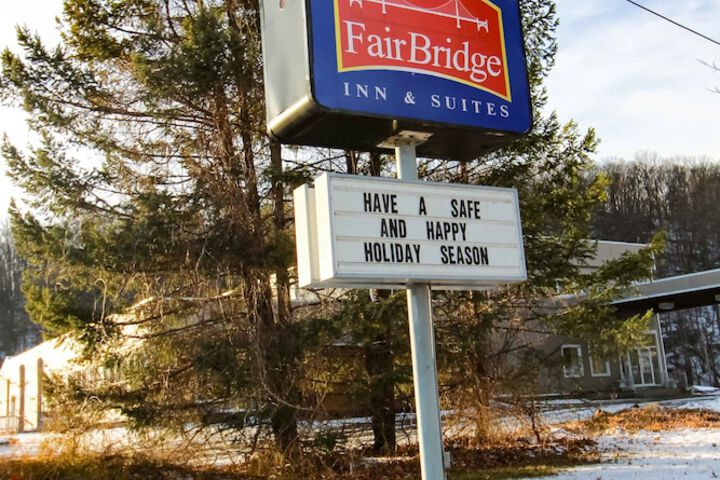 FairBridge
INN & SUITES
HAVE A SAFE
AND HAPPY
HOLIDAY SEASON